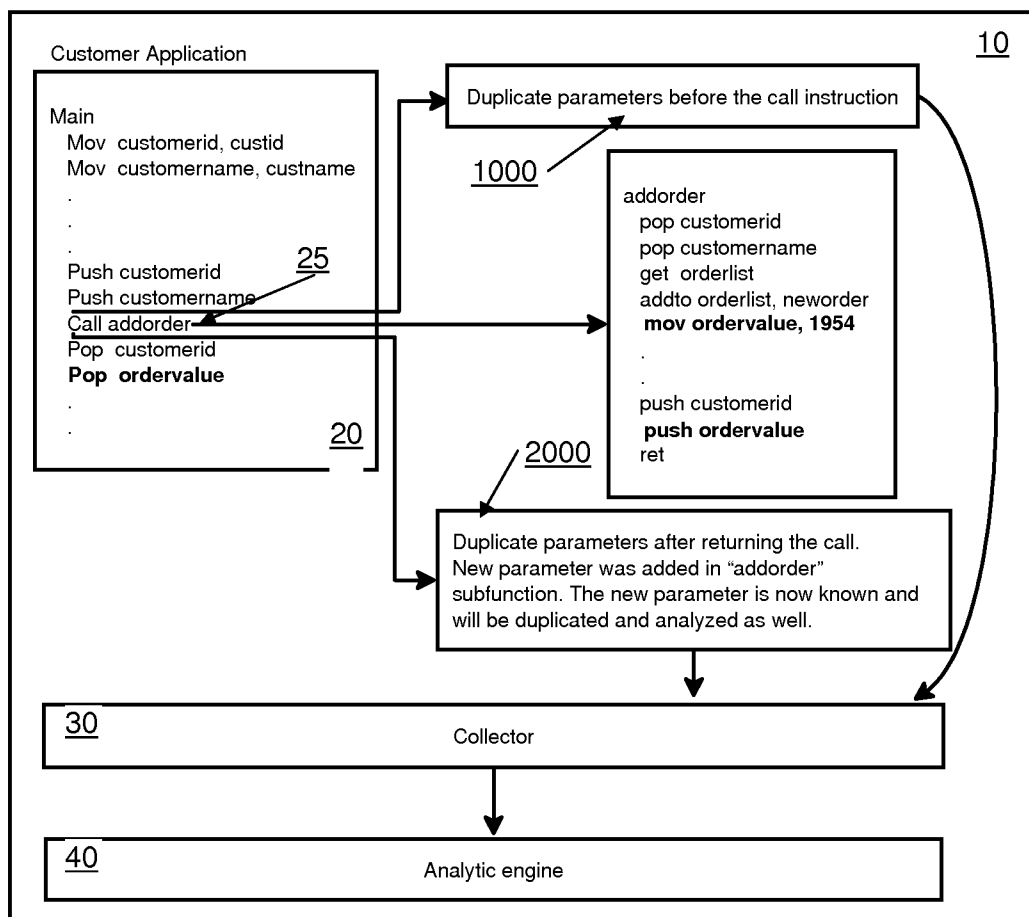 10
Customer Application
Main
Mov customerid, custid
Mov customername, custname
.
.
.
Push customerid
Push customername
Call addorder
Pop customerid
Pop ordervalue
.
.
20
25
Duplicate parameters before the call instruction
1000
addorder
pop customerid
pop customername
get orderlist
addto orderlist, neworder
mov ordervalue, 1954
.
.
push customerid
push ordervalue
ret
2000
Duplicate parameters after returning the call.
New parameter was added in “addorder”
subfunction. The new parameter is now known and
will be duplicated and analyzed as well.
30
Collector
40
Analytic engine